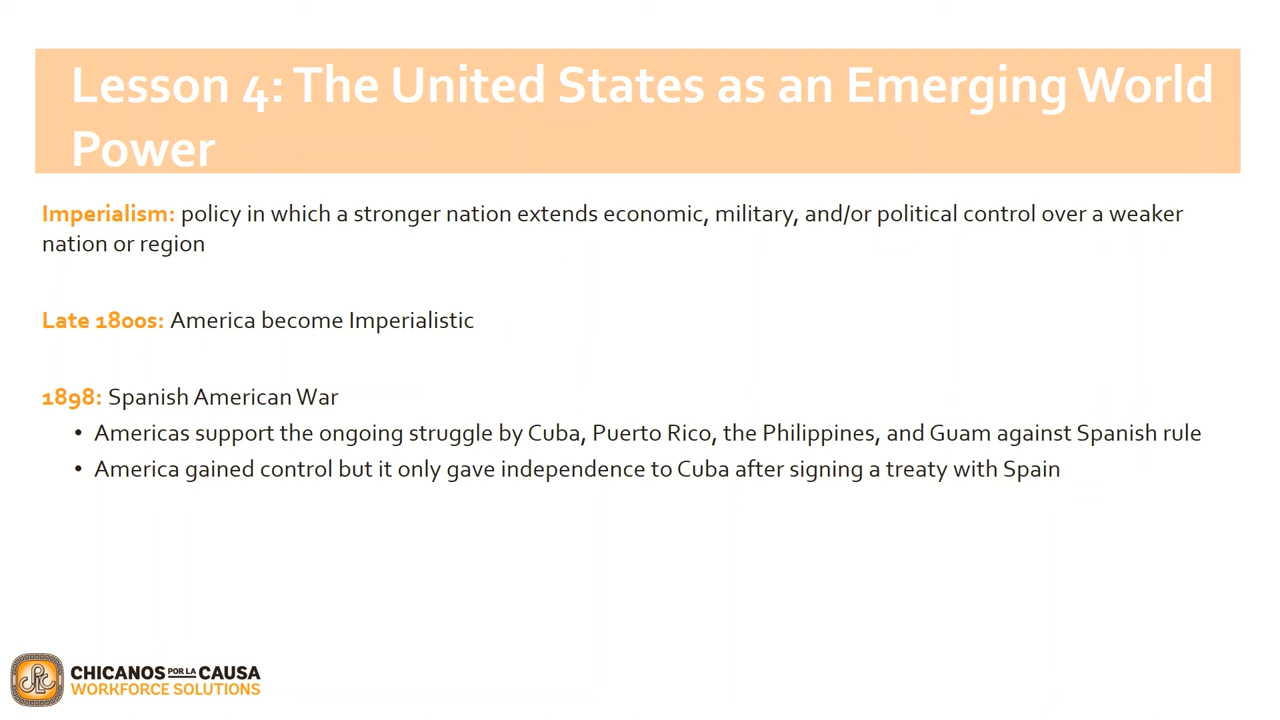 Lesson 4: The United States as an Emerging World
Power
Imperialism: policy in which a stronger nation extends economic, military, and/or political control over a weaker
nation or region
Late 1800s: America become Imperialistic
1898: Spanish American War
• Americas support the ongoing struggle by Cuba, Puerto Rico, the Philippines, and Guam against Spanish rule
• America gained control but it only gave independence to Cuba after signing a treaty with Spain
CHICANOS POR LA CAUSA
WORKFORCE SOLUTIONS